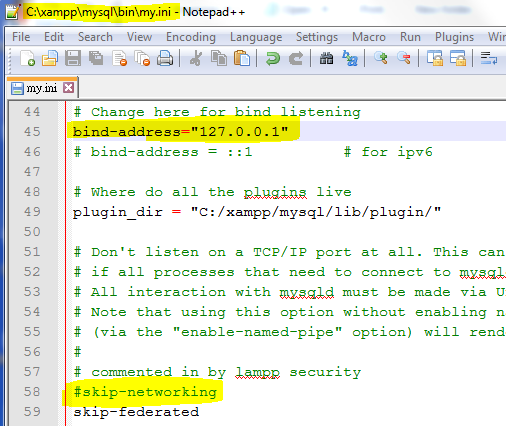 C:\xampp\mysql\bin\my.ini - Notepad++
File Edit Search View Encoding Language Settings Macro Run Plugins
my.ini
44 # Change here for bind listening
45 bind-address="127.0.0.1"
46 # bind-address = ::1 # for ipv6
47
48 # Where do all the plugins live
49 plugin_dir = "C:/xampp/mysql/lib/plugin/"
50
51 # Don't listen on a TCP/IP port at all. This can
52 # if all processes that need to connect to mysql
53 # All interaction with mysqld must be made via U
54 # Note that using this option without enabling n
55 # (via the "enable-named-pipe" option) will rend
56 #
57 # commented in by lampp security
58 #skip-networking
59 skip-federated